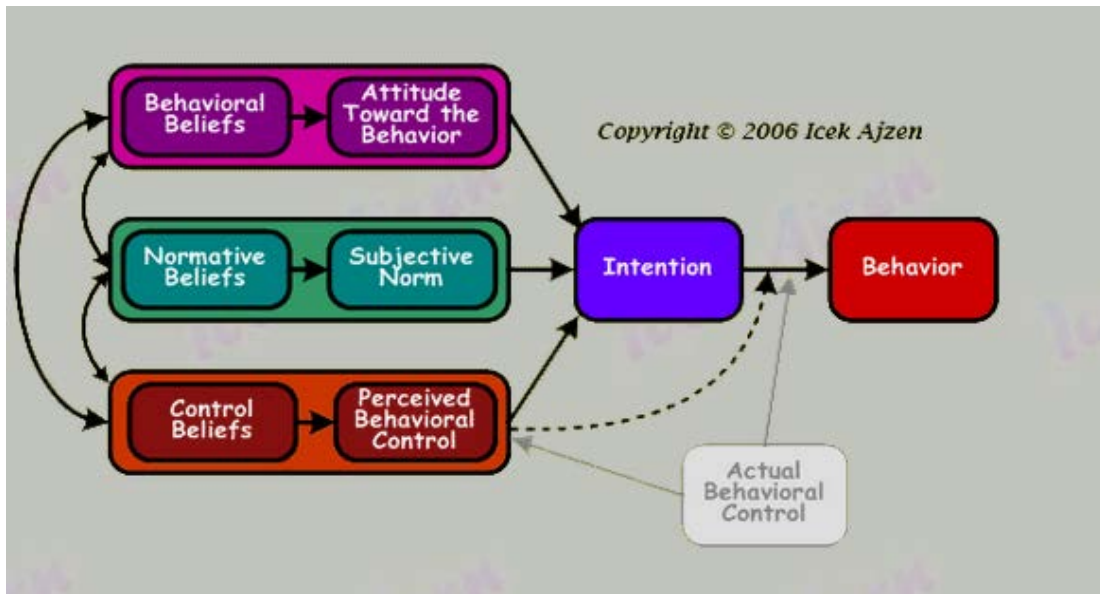 Behavioral
Beliefs
Attitude
Toward the
Behavior
Copyright © 2006 Icek Ajzen
Normative
Beliefs
Subjective
Norm
Intention
Behavior
Control
Beliefs
Perceived
Behavioral
Control
Actual
Behavioral
Control